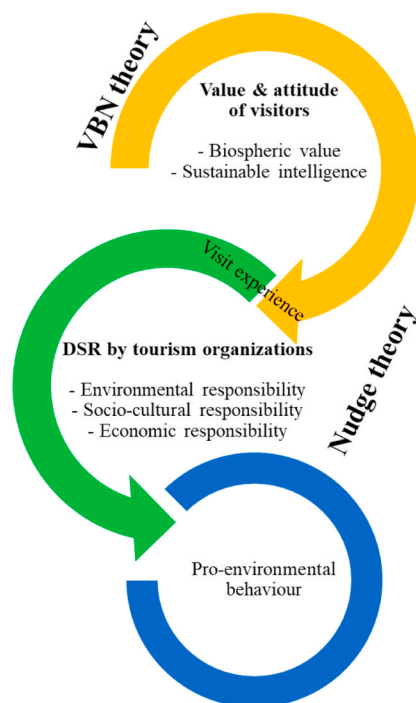 VBN theory
Value & attitude
of visitors
- Biospheric value
- Sustainable intelligence
Visit experience
DSR by tourism organizations
- Environmental responsibility
- Socio-cultural responsibility
- Economic responsibility
Nudge theory
Pro-environmental
behaviour